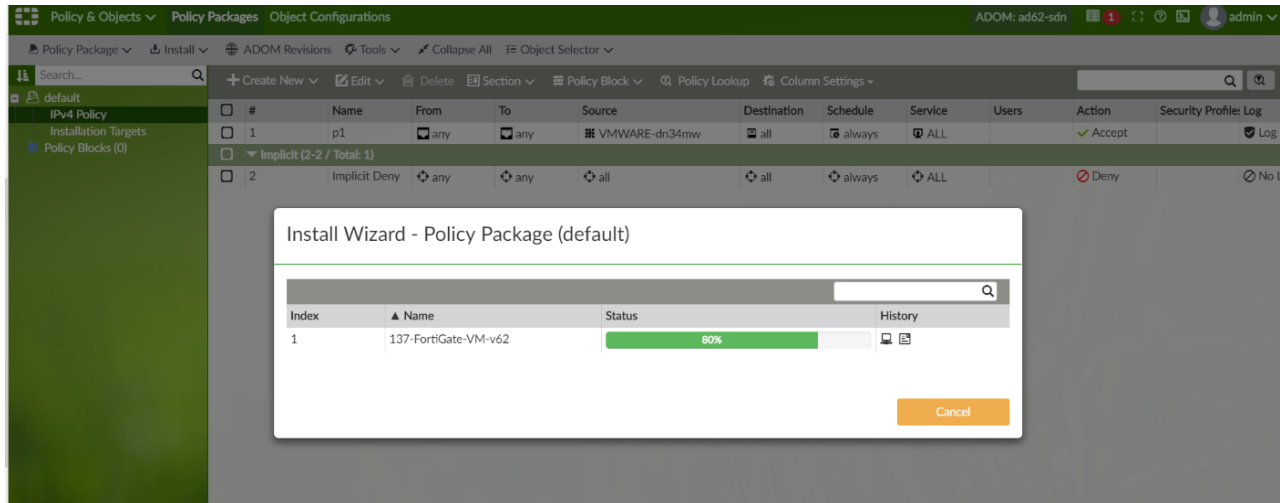 Policy & Objects Policy Packages Object Configurations ADOM: ad62-sdn 1 admin
Policy Package Install ADOM Revisions Tools Collapse All Object Selector
Search... Create New Edit Delete Section Policy Block Policy Lookup Column Settings
default
IPv4 Policy
Installation Targets
Policy Blocks (0)
# Name From To Source Destination Schedule Service Users Action Security Profiles Log
1 p1 any any VMWARE-dn34mw all always ALL Accept Log
Implicit (2-2 / Total: 1)
2 Implicit Deny any any all all always ALL Deny No
Install Wizard - Policy Package (default)
Index Name Status History
1 137-FortiGate-VM-v62 80%
Cancel